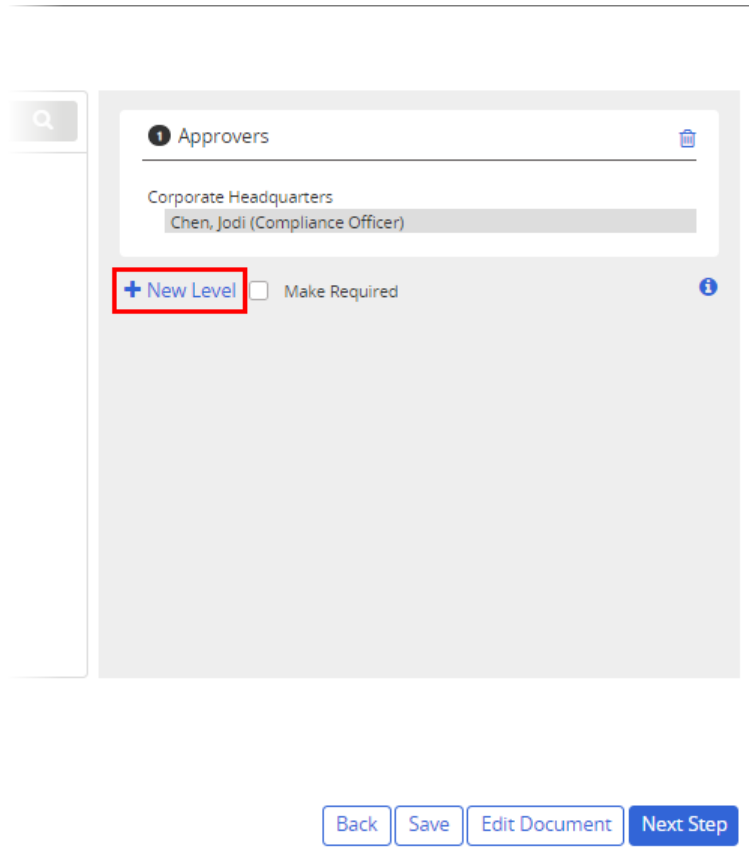 1 Approvers
Corporate Headquarters
Chen, Jodi (Compliance Officer)
+ New Level Make Required
Back Save Edit Document Next Step